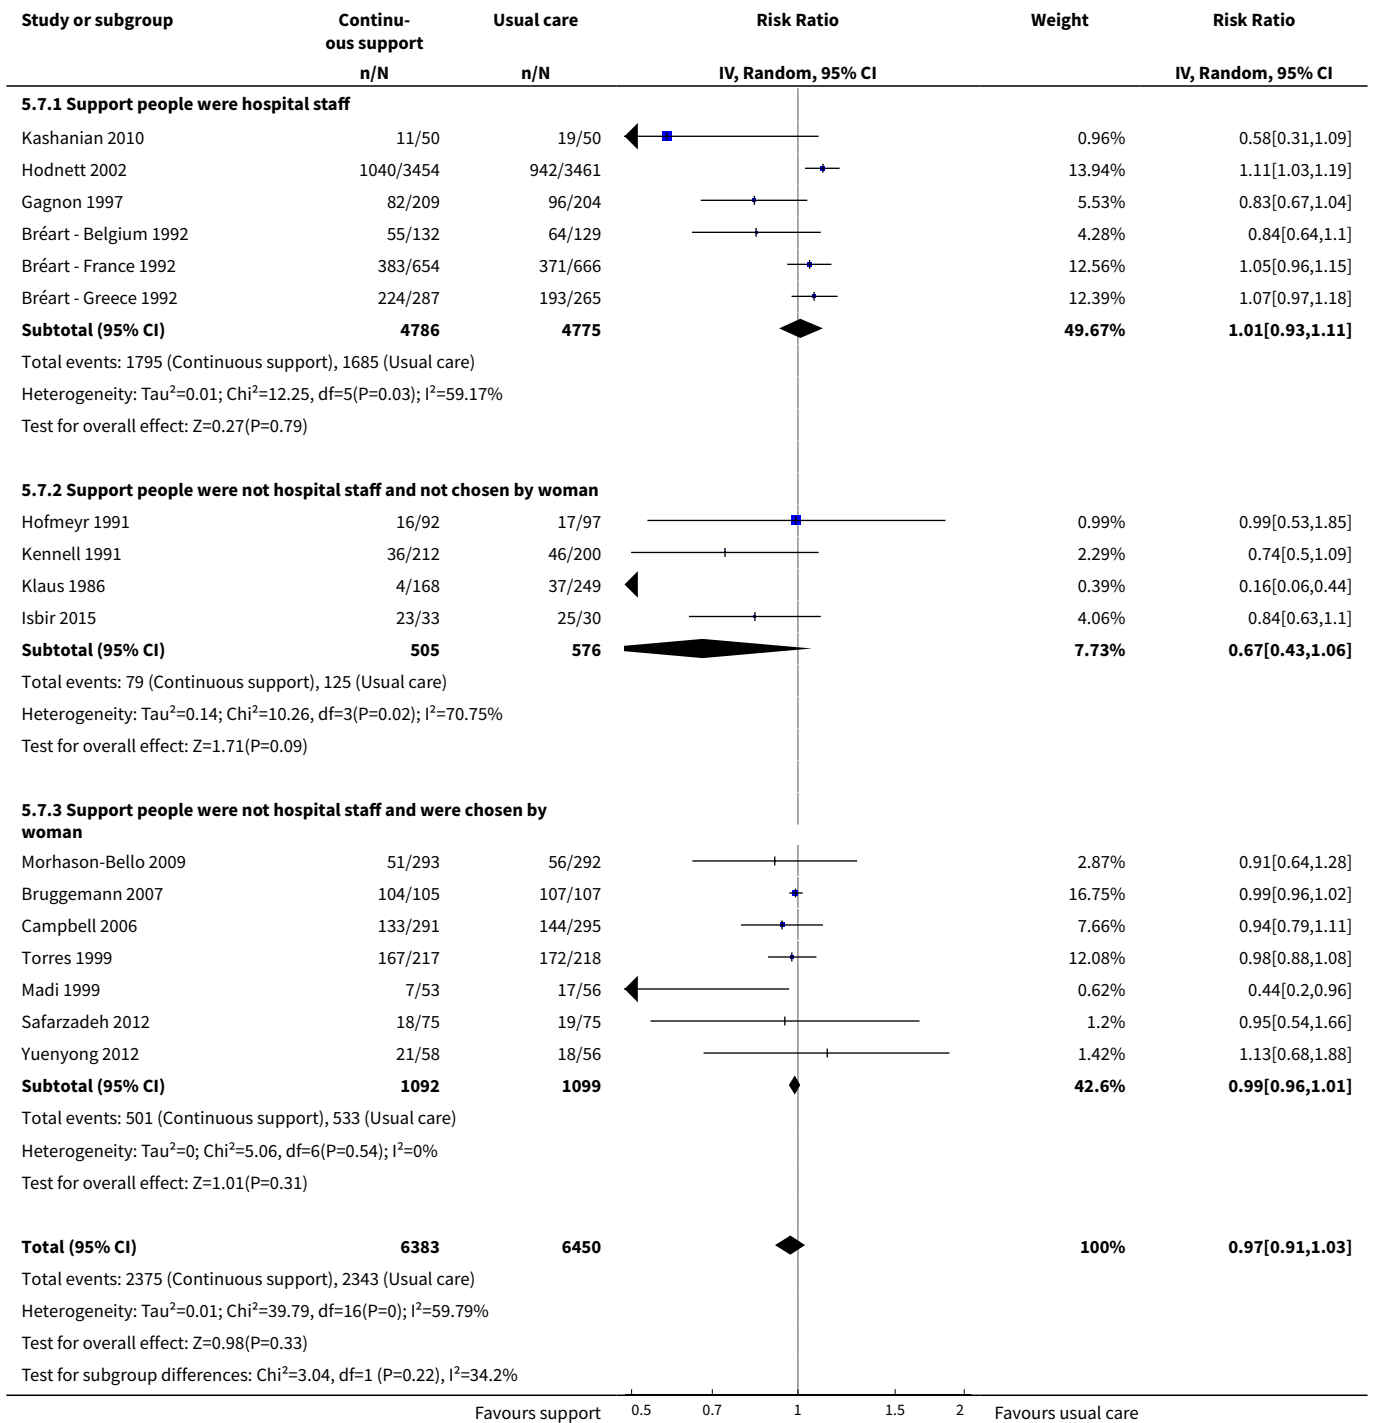 Study or subgroup Continu- Usual care Risk Ratio Weight Risk Ratio
ous support
n/N n/N IV, Random, 95% CI IV, Random, 95% CI
5.7.1 Support people were hospital staff
Kashanian 2010 11/50 19/50 0.96% 0.58[0.31,1.09]
Hodnett 2002 1040/3454 942/3461 13.94% 1.11[1.03,1.19]
Gagnon 1997 82/209 96/204 5.53% 0.83[0.67,1.04]
Bréart - Belgium 1992 55/132 64/129 4.28% 0.84[0.64,1.1]
Bréart - France 1992 383/654 371/666 12.56% 1.05[0.96,1.15]
Bréart - Greece 1992 224/287 193/265 12.39% 1.07[0.97,1.18]
Subtotal (95% CI) 4786 4775 49.67% 1.01[0.93,1.11]
Total events: 1795 (Continuous support), 1685 (Usual care)
Heterogeneity: Tau²=0.01; Chi²=12.25, df=5(P=0.03); I²=59.17%
Test for overall effect: Z=0.27(P=0.79)
5.7.2 Support people were not hospital staff and not chosen by woman
Hofmeyr 1991 16/92 17/97 0.99% 0.99[0.53,1.85]
Kennell 1991 36/212 46/200 2.29% 0.74[0.5,1.09]
Klaus 1986 4/168 37/249 0.39% 0.16[0.06,0.44]
Isbir 2015 23/33 25/30 4.06% 0.84[0.63,1.1]
Subtotal (95% CI) 505 576 7.73% 0.67[0.43,1.06]
Total events: 79 (Continuous support), 125 (Usual care)
Heterogeneity: Tau²=0.14; Chi²=10.26, df=3(P=0.02); I²=70.75%
Test for overall effect: Z=1.71(P=0.09)
5.7.3 Support people were not hospital staff and were chosen by
woman
Morhason-Bello 2009 51/293 56/292 2.87% 0.91[0.64,1.28]
Bruggemann 2007 104/105 107/107 16.75% 0.99[0.96,1.02]
Campbell 2006 133/291 144/295 7.66% 0.94[0.79,1.11]
Torres 1999 167/217 172/218 12.08% 0.98[0.88,1.08]
Madi 1999 7/53 17/56 0.62% 0.44[0.2,0.96]
Safarzadeh 2012 18/75 19/75 1.2% 0.95[0.54,1.66]
Yuenyong 2012 21/58 18/56 1.42% 1.13[0.68,1.88]
Subtotal (95% CI) 1092 1099 42.6% 0.99[0.96,1.01]
Total events: 501 (Continuous support), 533 (Usual care)
Heterogeneity: Tau²=0; Chi²=5.06, df=6(P=0.54); I²=0%
Test for overall effect: Z=1.01(P=0.31)
Total (95% CI) 6383 6450 100% 0.97[0.91,1.03]
Total events: 2375 (Continuous support), 2343 (Usual care)
Heterogeneity: Tau²=0.01; Chi²=39.79, df=16(P=0); I²=59.79%
Test for overall effect: Z=0.98(P=0.33)
Test for subgroup differences: Chi²=3.04, df=1 (P=0.22), I²=34.2%
Favours support 0.5 0.7 1 1.5 2 Favours usual care